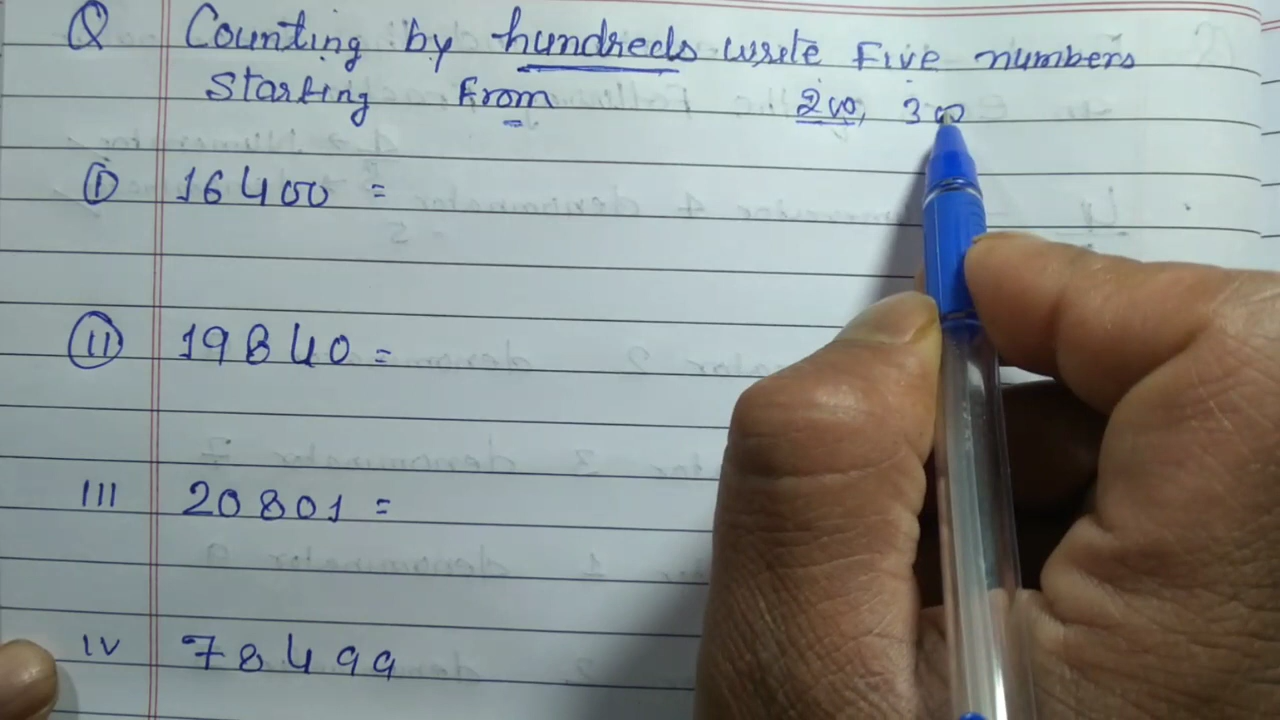 Q Counting by hundreds write Five numbers
Starting From 200, 300
(I) 16400 =
(II) 19840 =
III 20801 =
IV 78499